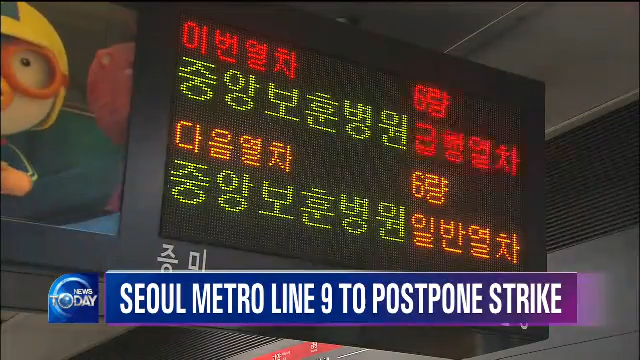 이번열차
6량
중앙보훈병원
급행열차
다음열차
6량
중앙보훈병원
일반열차
NEWS
TODAY
SEOUL METRO LINE 9 TO POSTPONE STRIKE